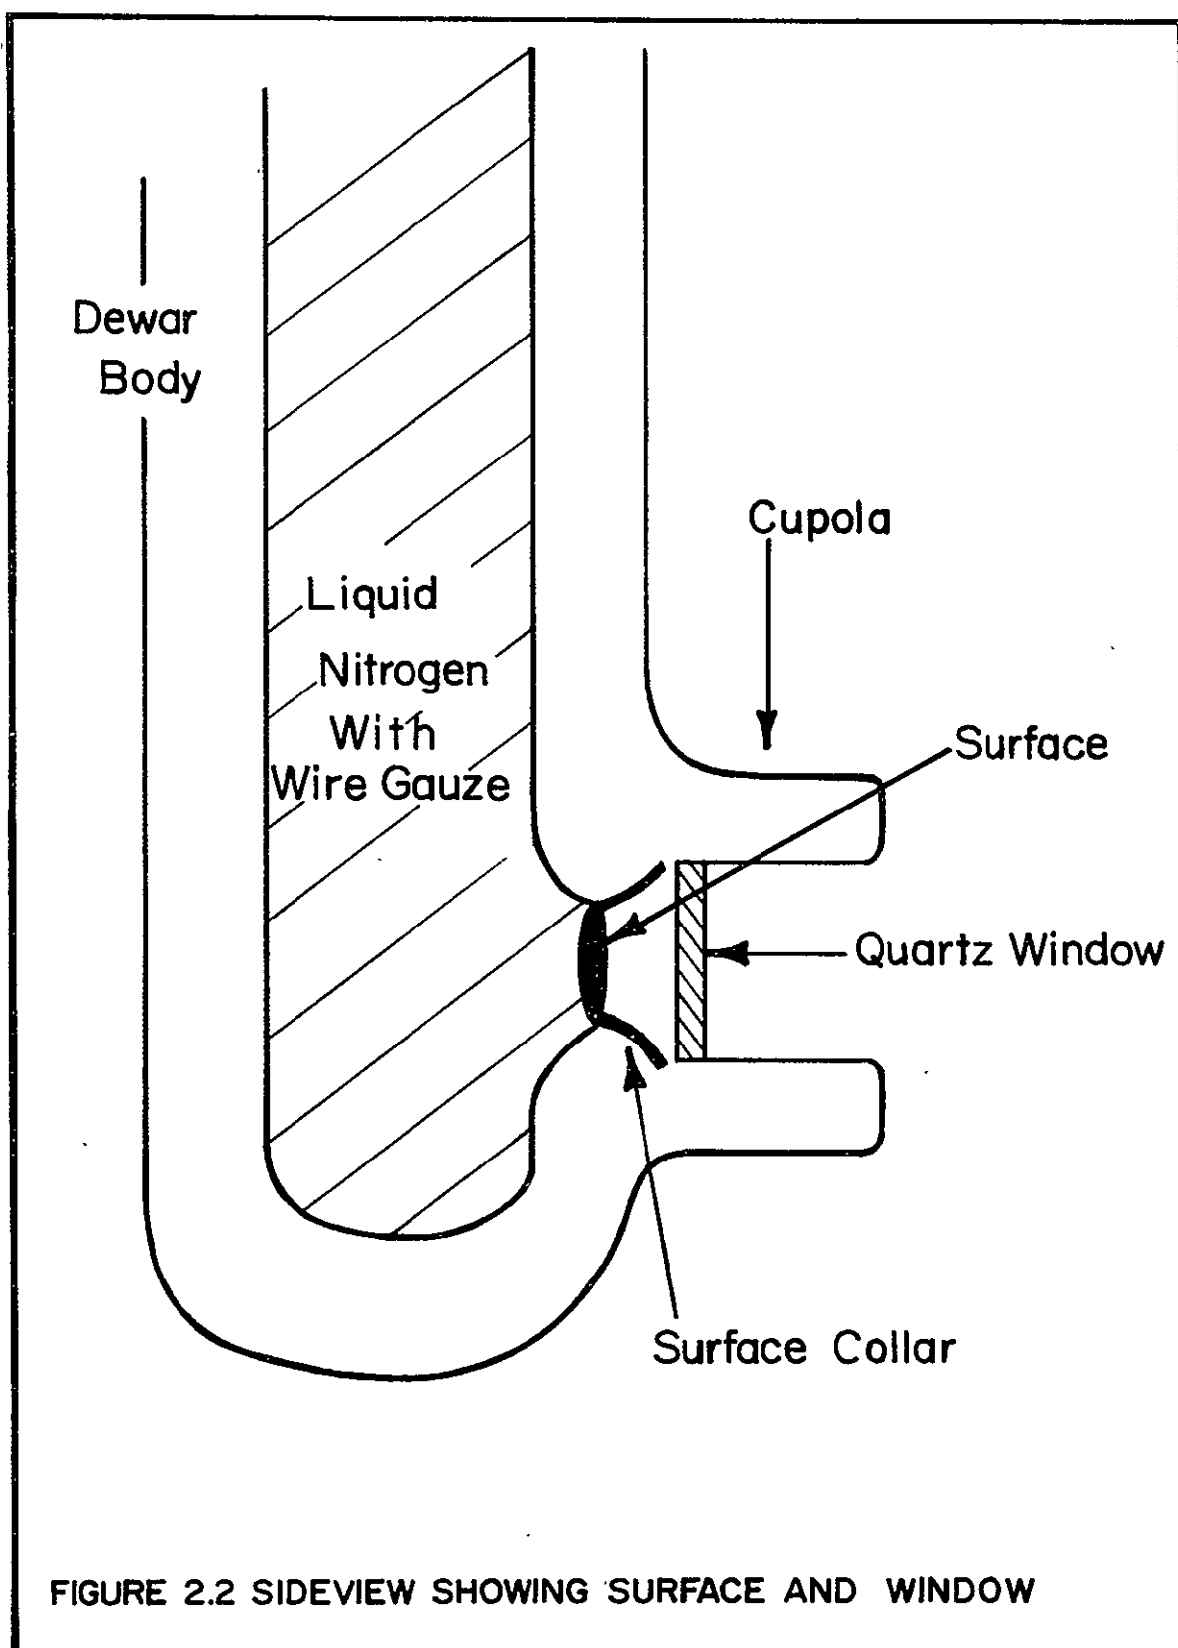 Dewar
Body
Cupola
Liquid
Nitrogen
With
Wire Gauze
Surface
Quartz Window
Surface Collar
FIGURE 2.2 SIDEVIEW SHOWING SURFACE AND WINDOW